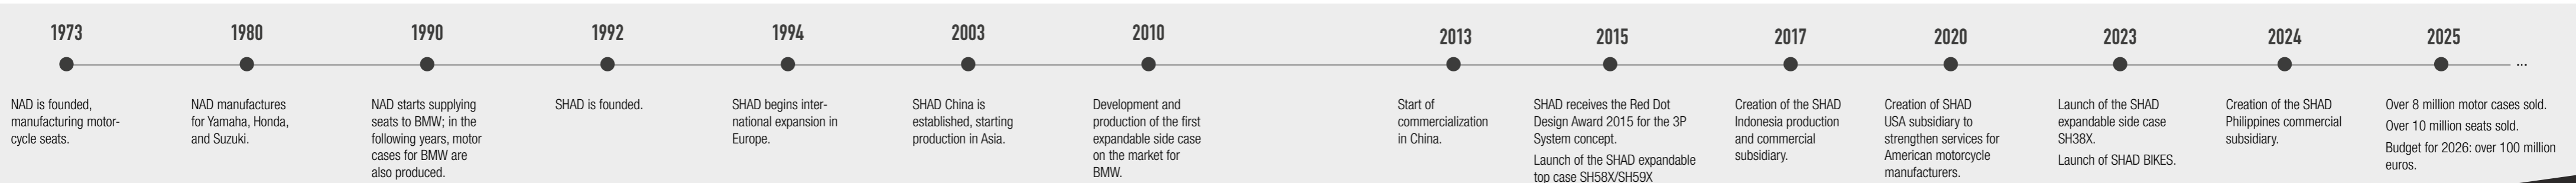 1973
NAD is founded,
manufacturing motor-
cycle seats.
1980
NAD manufactures
for Yamaha, Honda,
and Suzuki.
1990
NAD starts supplying
seats to BMW; in the
following years, motor
cases for BMW are
also produced.
1992
SHAD is founded.
1994
SHAD begins inter-
national expansion in
Europe.
2003
SHAD China is
established, starting
production in Asia.
2010
Development and
production of the first
expandable side case
on the market for
BMW.
2013
Start of
commercialization
in China.
2015
SHAD receives the Red Dot
Design Award 2015 for the 3P
System concept.
Launch of the SHAD expandable
top case SH58X/SH59X
2017
Creation of the SHAD
Indonesia production
and commercial
subsidiary.
2020
Creation of SHAD
USA subsidiary to
strengthen services for
American motorcycle
manufacturers.
2023
Launch of the SHAD
expandable side case
SH38X.
Launch of SHAD BIKES.
2024
Creation of the SHAD
Philippines commercial
subsidiary.
2025
Over 8 million motor cases sold.
Over 10 million seats sold.
Budget for 2026: over 100 million
euros.
...